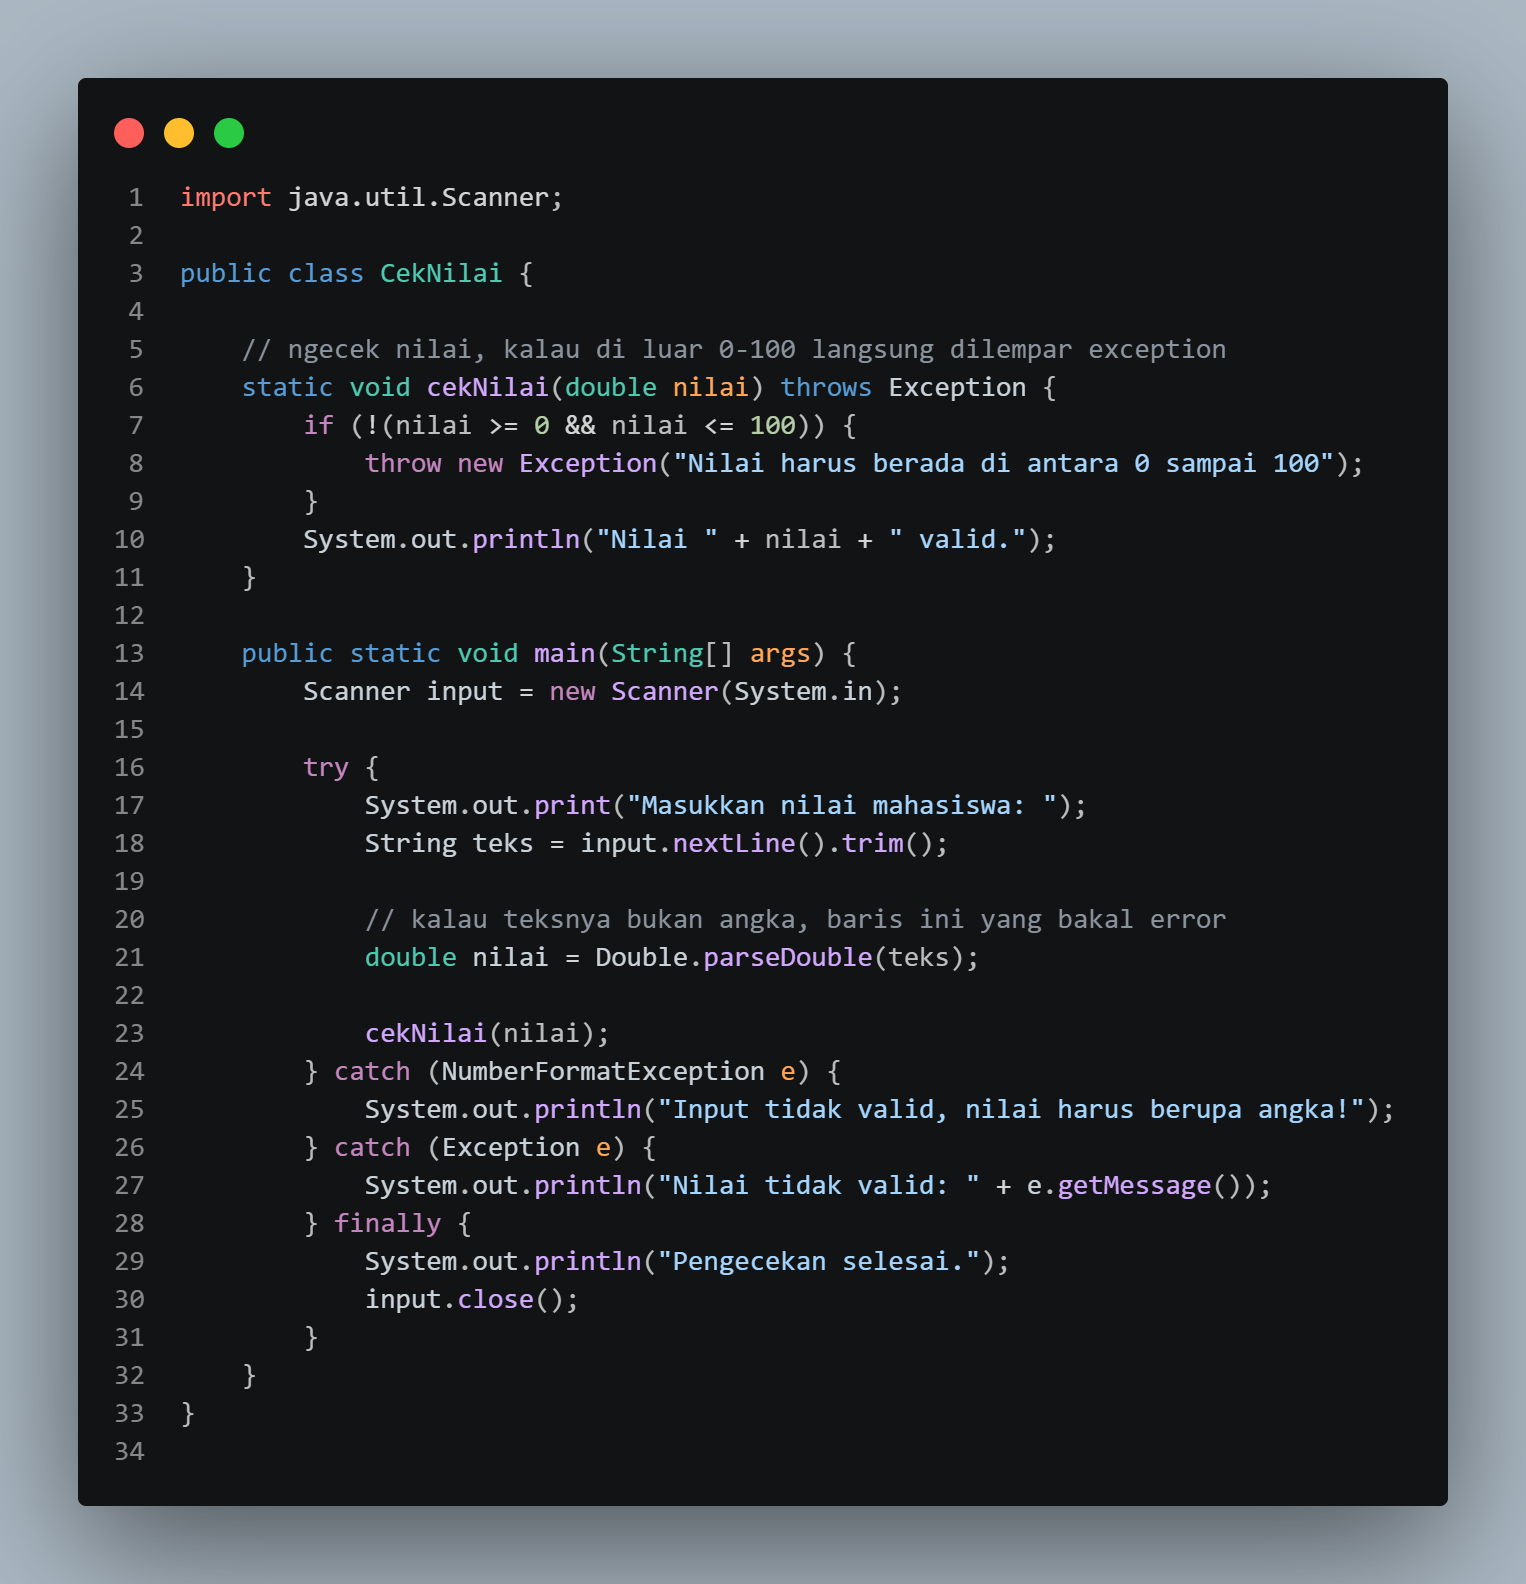 1 import java.util.Scanner;
2
3 public class CekNilai {
4
5     // ngecek nilai, kalau di luar 0-100 langsung dilempar exception
6     static void cekNilai(double nilai) throws Exception {
7         if (!(nilai >= 0 && nilai <= 100)) {
8             throw new Exception("Nilai harus berada di antara 0 sampai 100");
9         }
10         System.out.println("Nilai " + nilai + " valid.");
11     }
12
13     public static void main(String[] args) {
14         Scanner input = new Scanner(System.in);
15
16         try {
17             System.out.print("Masukkan nilai mahasiswa: ");
18             String teks = input.nextLine().trim();
19
20             // kalau teksnya bukan angka, baris ini yang bakal error
21             double nilai = Double.parseDouble(teks);
22
23             cekNilai(nilai);
24         } catch (NumberFormatException e) {
25             System.out.println("Input tidak valid, nilai harus berupa angka!");
26         } catch (Exception e) {
27             System.out.println("Nilai tidak valid: " + e.getMessage());
28         } finally {
29             System.out.println("Pengecekan selesai.");
30             input.close();
31         }
32     }
33 }
34